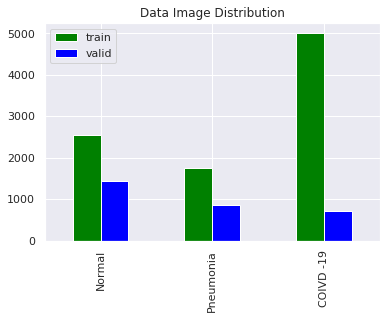 Data Image Distribution
train
valid
5000
4000
3000
2000
1000
0
Normal
Pneumonia
COIVD -19